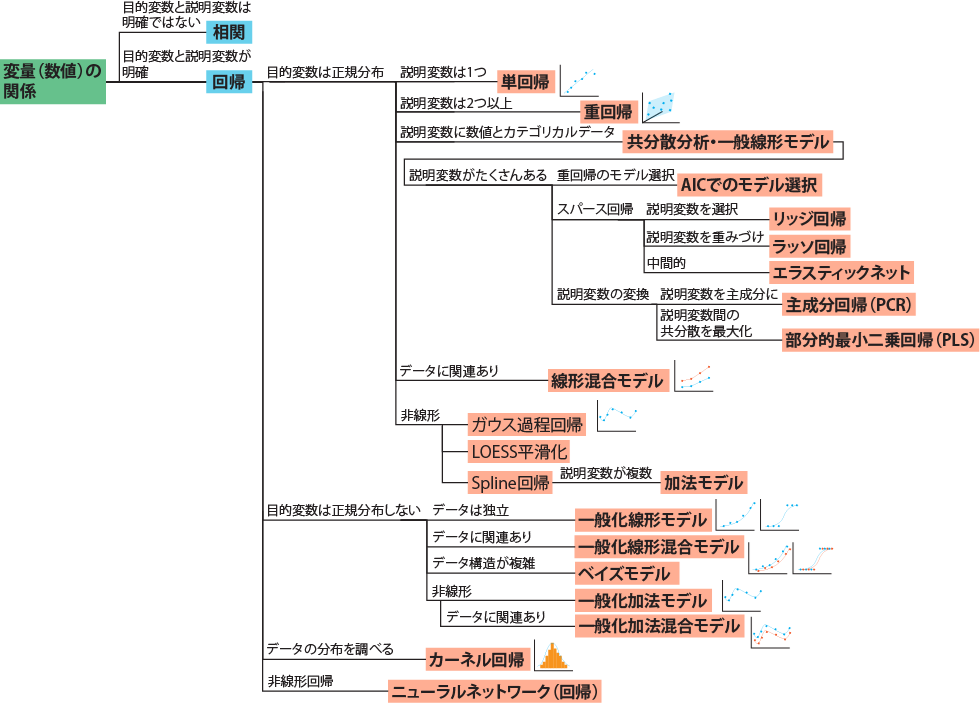 目的変数と説明変数は
明確ではない
相関
変量（数値）の
関係
目的変数と説明変数が
明確
回帰
目的変数は正規分布
説明変数は1つ
単回帰
説明変数は2つ以上
重回帰
説明変数に数値とカテゴリカルデータ
共分散分析・一般線形モデル
説明変数がたくさんある
重回帰のモデル選択
AICでのモデル選択
スパース回帰
説明変数を選択
リッジ回帰
説明変数を重みづけ
ラッソ回帰
中間的
エラスティックネット
説明変数の変換
説明変数を主成分に
主成分回帰（PCR）
説明変数間の
共分散を最大化
部分的最小二乗回帰（PLS）
データに関連あり
線形混合モデル
非線形
ガウス過程回帰
LOESS平滑化
Spline回帰
説明変数が複数
加法モデル
目的変数は正規分布しない
データは独立
一般化線形モデル
データに関連あり
一般化線形混合モデル
データ構造が複雑
ベイズモデル
非線形
一般化加法モデル
データに関連あり
一般化加法混合モデル
データの分布を調べる
カーネル回帰
非線形回帰
ニューラルネットワーク（回帰）